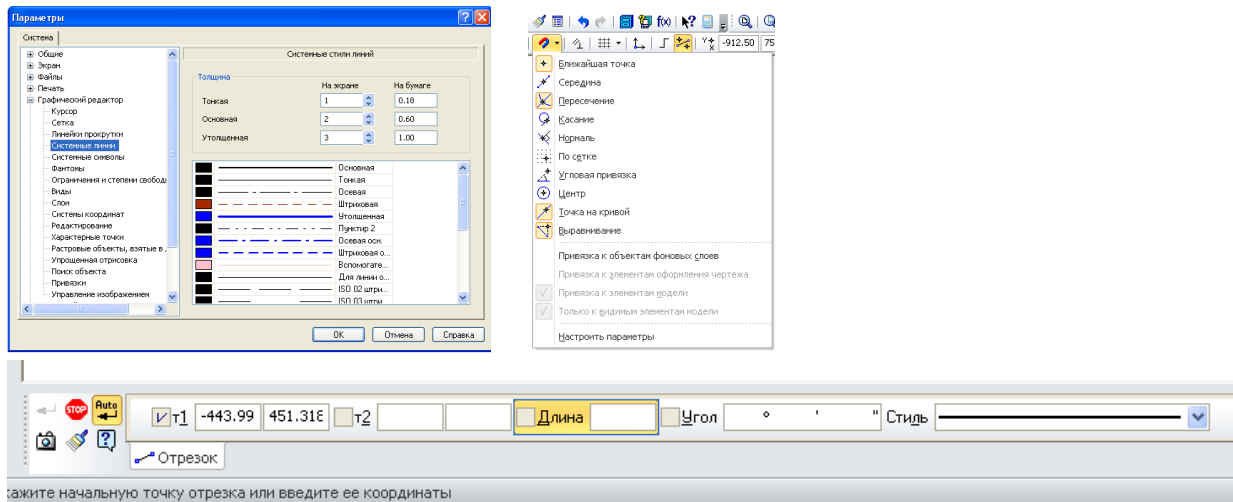 Параметры
Система
Общие
Экран
Файлы
Печать
Графический редактор
Курсор
Сетка
Линейки прокрутки
Системные линии
Системные символы
Фантомы
Ограничения и степени свободы
Виды
Слои
Системы координат
Редактирование
Характерные точки
Растровые объекты, взятые в
Упрощенная отрисовка
Поиск объекта
Привязки
Управление изображением
Системные стили линий
Толщина
На экране На бумаге
Тонкая 1 0.18
Основная 2 0.60
Утолщенная 3 1.00
Основная
Тонкая
Осевая
Штриховая
Утолщенная
Пунктир 2
Осевая осн.
Штриховая о...
Вспомогате...
Для линии о...
ISO 02 штри...
ISO 03 штри...
OK Отмена Справка
f(x)
-912.50 75
Ближайшая точка
Середина
Пересечение
Касание
Нормаль
По сетке
Угловая привязка
Центр
Точка на кривой
Выравнивание
Привязка к объектам фоновых слоев
Привязка к элементам оформления чертежа
Привязка к элементам модели
Только к видимым элементам модели
Настроить параметры
STOP Auto т1 -443.99 451.318 т2 Длина Угол ° ' " Стиль
Отрезок
кажите начальную точку отрезка или введите ее координаты